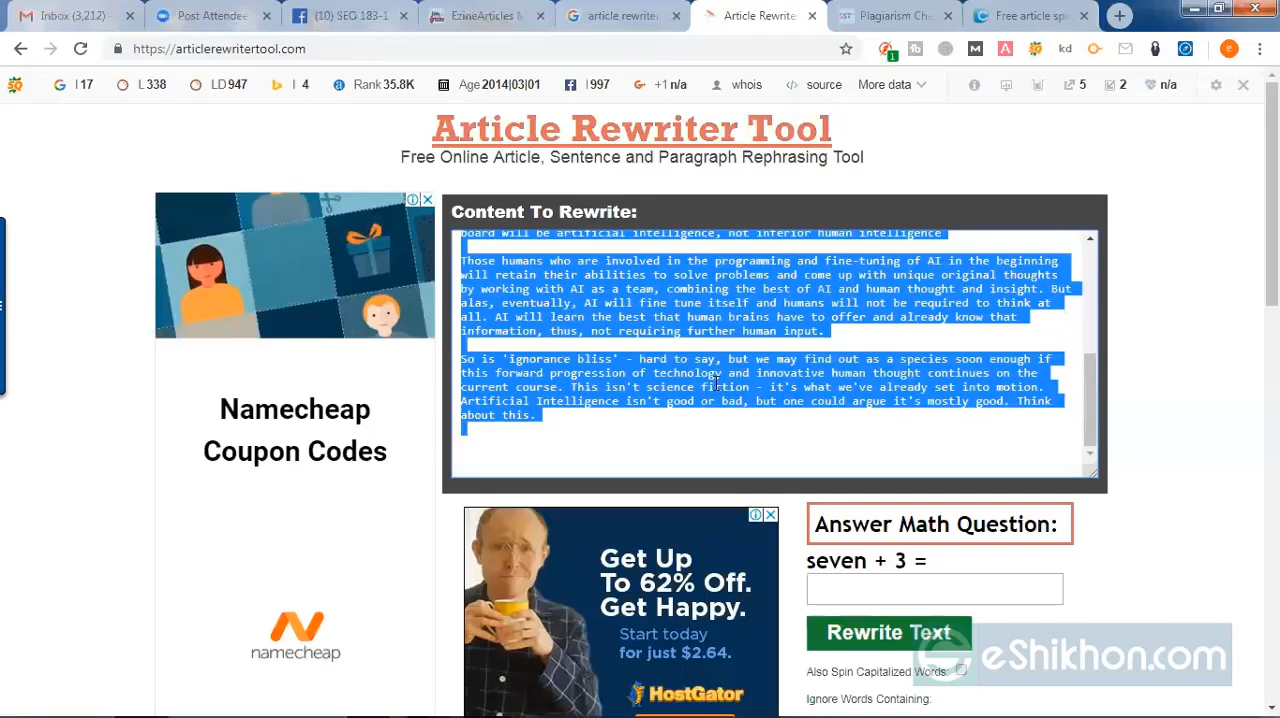 Inbox (3,212)
Post Attendee
(10) SEO 183-1
EzineArticles M
article rewriter
Article Rewrite
Plagiarism Che
Free article spi
https://articlerewritertool.com
kd
1
I 17
L 338
LD 947
I 4
Rank 35.8K
Age 2014|03|01
I 997
+1 n/a
whois
source
More data
5
2
n/a
Article Rewriter Tool
Free Online Article, Sentence and Paragraph Rephrasing Tool
Content To Rewrite:
board will be artificial intelligence, not inferior human intelligence
Those humans who are involved in the programming and fine-tuning of AI in the beginning
will retain their abilities to solve problems and come up with unique original thoughts
by working with AI as a team, combining the best of AI and human thought and insight. But
alas, eventually, AI will fine tune itself and humans will not be required to think at
all. AI will learn the best that human brains have to offer and already know that
information, thus, not requiring further human input.
So is 'ignorance bliss' - hard to say, but we may find out as a species soon enough if
this forward progression of technology and innovative human thought continues on the
current course. This isn't science fiction - it's what we've already set into motion.
Artificial Intelligence isn't good or bad, but one could argue it's mostly good. Think
about this.
Namecheap
Coupon Codes
namecheap
Get Up
To 62% Off.
Get Happy.
Start today
for just $2.64.
HostGator
Answer Math Question:
seven + 3 =
Rewrite Text
eShikhon.com
Also Spin Capitalized Words:
Ignore Words Containing: